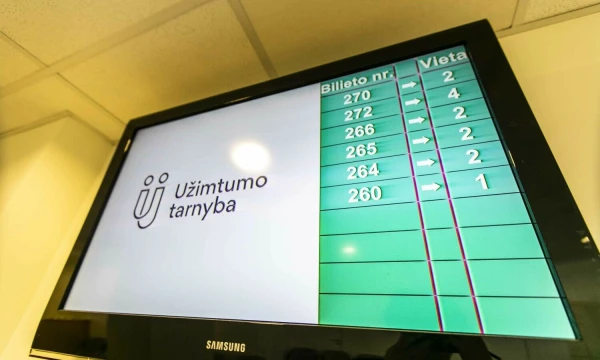 Užimtumo
tarnyba
Bilieto nr. Vieta
270 → 2
272 → 4
266 → 2
265 → 2
264 → 2
260 → 1
SAMSUNG